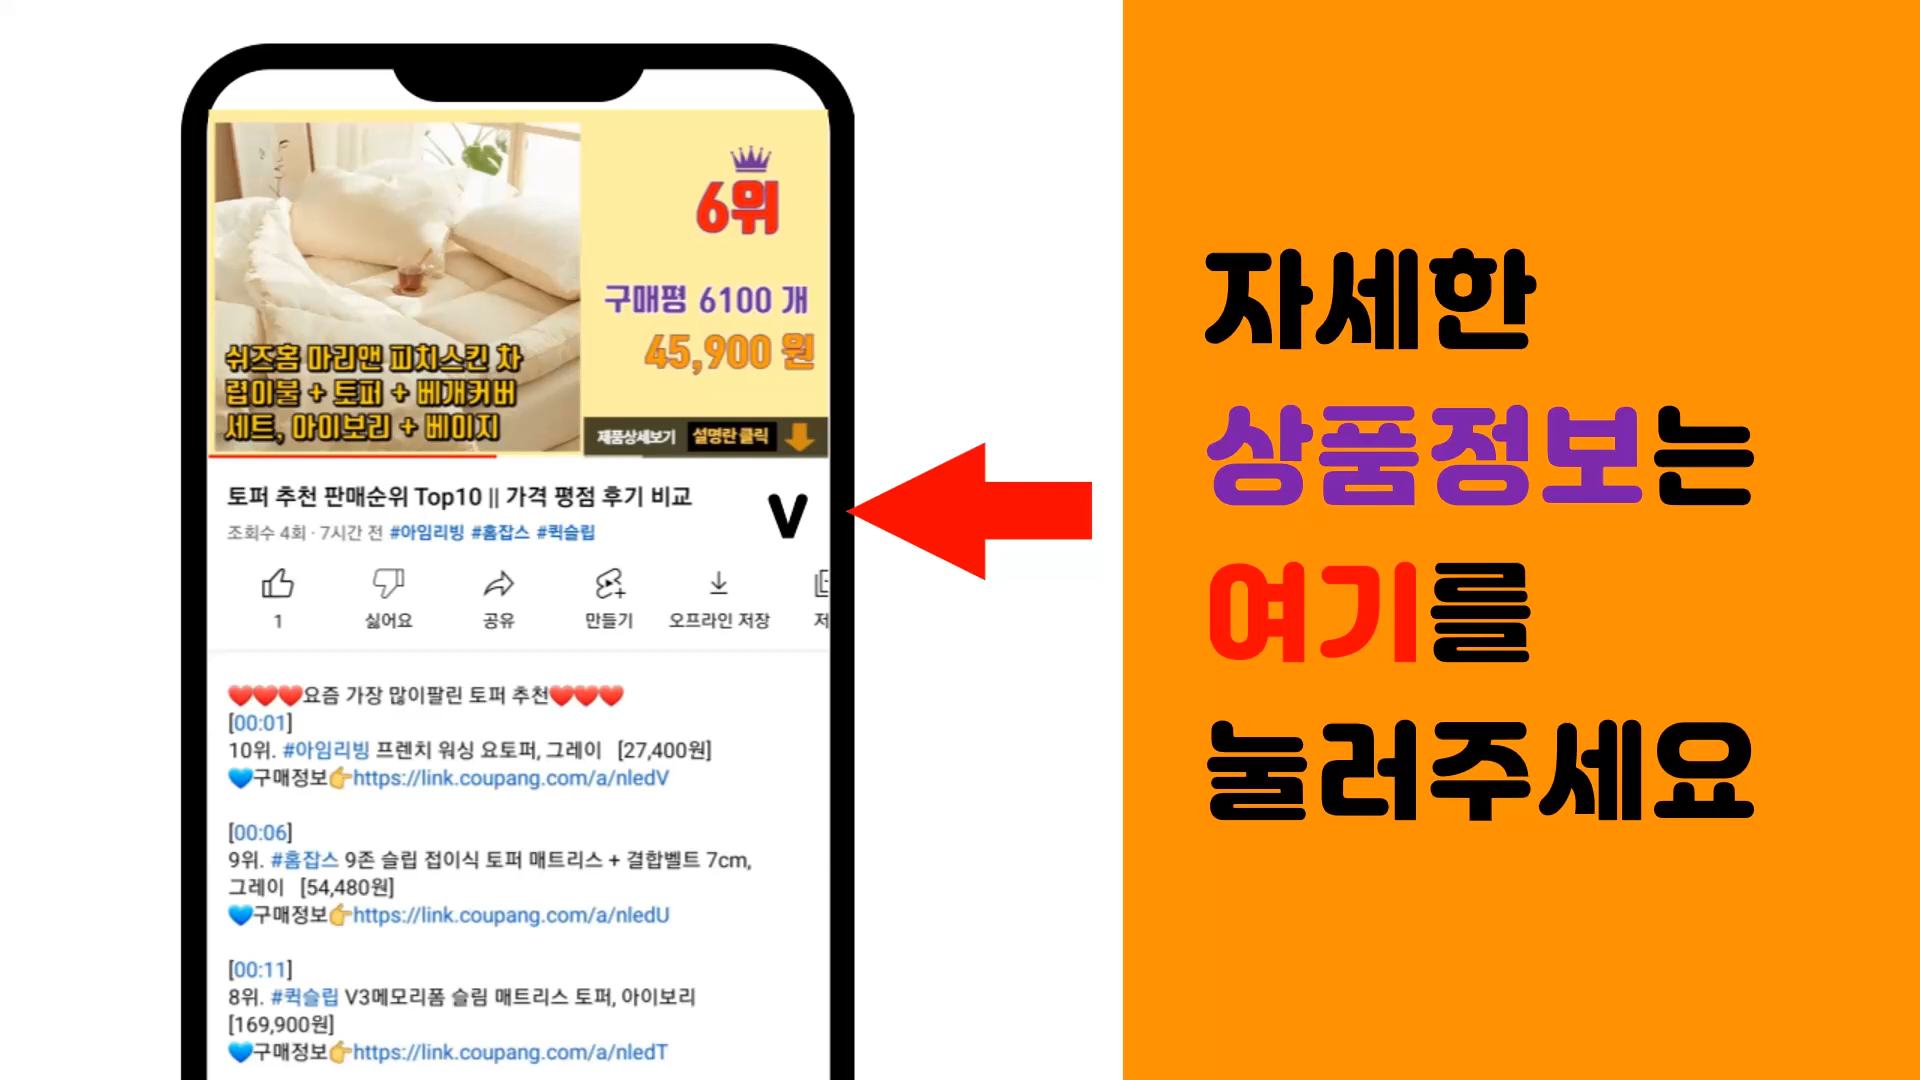 6위
구매평 6100 개
45,900 원
쉬즈홈 마리앤 피치스킨 차
렵이불 + 토퍼 + 베개커버
세트, 아이보리 + 베이지
제품상세보기 설명란 클릭
토퍼 추천 판매순위 Top10 || 가격 평점 후기 비교
V
조회수 4회 · 7시간 전 #아임리빙 #홈잡스 #퀵슬립
1 싫어요 공유 만들기 오프라인 저장 저
❤️❤️❤️요즘 가장 많이팔린 토퍼 추천❤️❤️❤️
[00:01]
10위. #아임리빙 프렌치 워싱 요토퍼, 그레이 [27,400원]
💙구매정보👉https://link.coupang.com/a/nledV
[00:06]
9위. #홈잡스 9존 슬립 접이식 토퍼 매트리스 + 결합벨트 7cm,
그레이 [54,480원]
💙구매정보👉https://link.coupang.com/a/nledU
[00:11]
8위. #퀵슬립 V3메모리폼 슬림 매트리스 토퍼, 아이보리
[169,900원]
💙구매정보👉https://link.coupang.com/a/nledT
자세한
상품정보는
여기를
눌러주세요